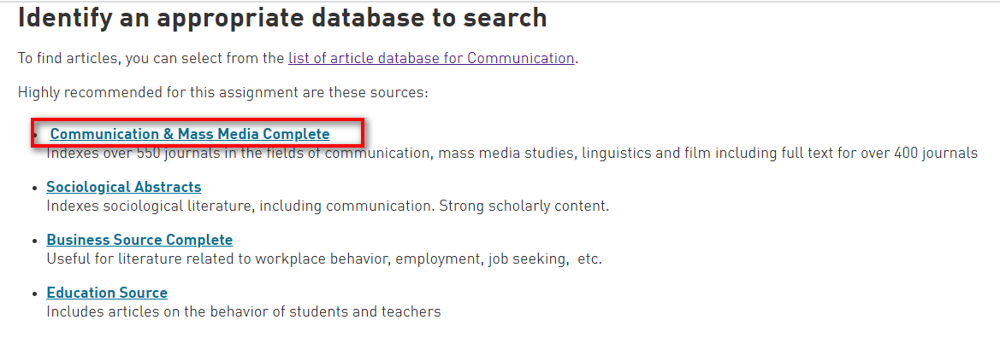 Identify an appropriate database to search
To find articles, you can select from the list of article database for Communication.
Highly recommended for this assignment are these sources:
• Communication & Mass Media Complete
Indexes over 550 journals in the fields of communication, mass media studies, linguistics and film including full text for over 400 journals
• Sociological Abstracts
Indexes sociological literature, including communication. Strong scholarly content.
• Business Source Complete
Useful for literature related to workplace behavior, employment, job seeking,  etc.
• Education Source
Includes articles on the behavior of students and teachers